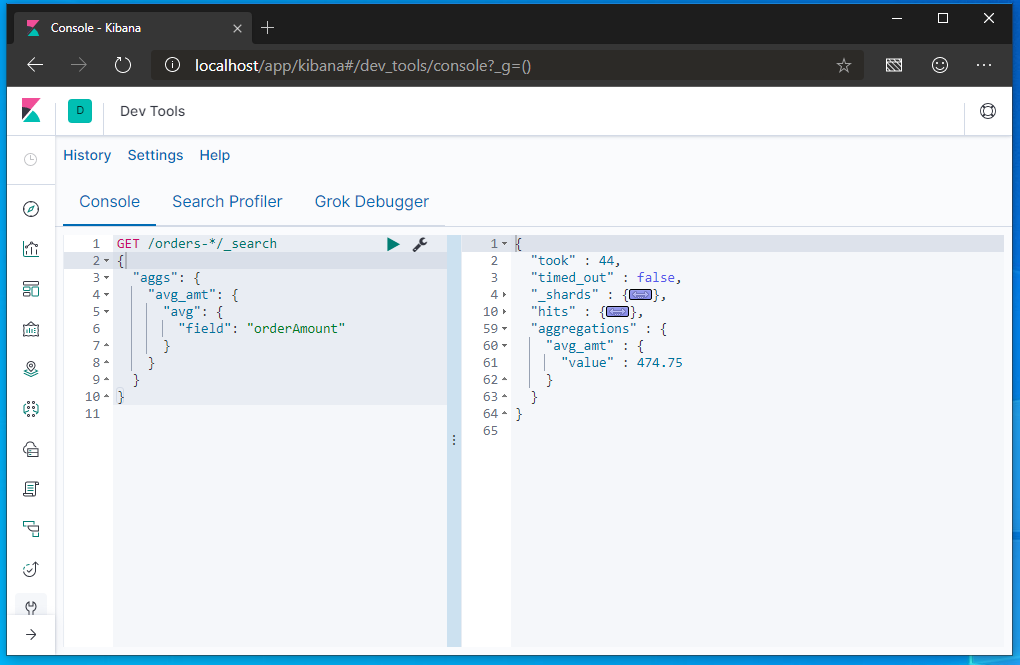 Console - Kibana
localhost/app/kibana#/dev_tools/console?_g=()
D Dev Tools
History Settings Help
Console Search Profiler Grok Debugger
1 GET /orders-*/_search
2 {
3 "aggs": {
4 "avg_amt": {
5 "avg": {
6 "field": "orderAmount"
7 }
8 }
9 }
10 }
11
1 {
2 "took" : 44,
3 "timed_out" : false,
4 "_shards" : {↔},
10 "hits" : {↔},
59 "aggregations" : {
60 "avg_amt" : {
61 "value" : 474.75
62 }
63 }
64 }
65